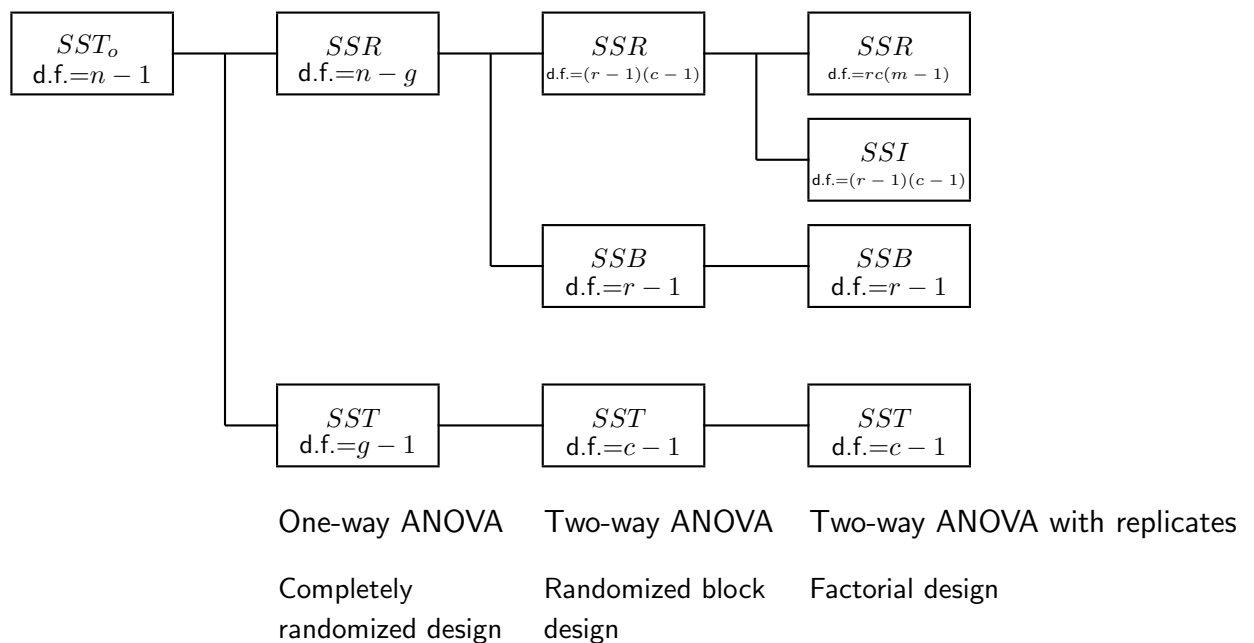 SSTₒ
d.f.=n − 1
SSR
d.f.=n − g
SSR
d.f.=(r − 1)(c − 1)
SSR
d.f.=rc(m − 1)
SSI
d.f.=(r − 1)(c − 1)
SSB
d.f.=r − 1
SSB
d.f.=r − 1
SST
d.f.=g − 1
SST
d.f.=c − 1
SST
d.f.=c − 1
One-way ANOVA
Two-way ANOVA
Two-way ANOVA with replicates
Completely
randomized design
Randomized block
design
Factorial design